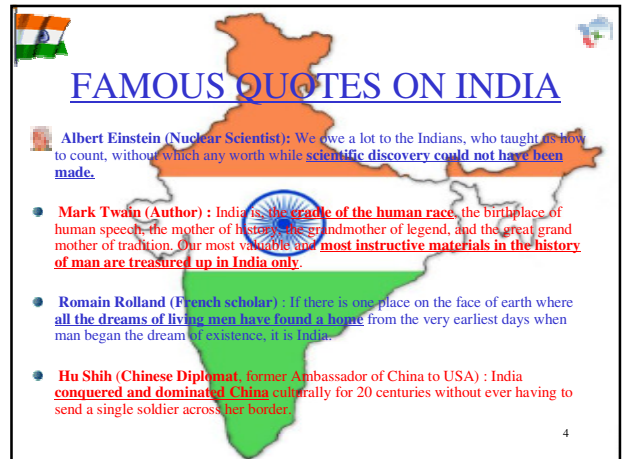 FAMOUS QUOTES ON INDIA
Albert Einstein (Nuclear Scientist): We owe a lot to the Indians, who taught us how
to count, without which any worth while scientific discovery could not have been
made.
Mark Twain (Author) : India is, the cradle of the human race, the birthplace of
human speech, the mother of history, the grandmother of legend, and the great grand
mother of tradition. Our most valuable and most instructive materials in the history
of man are treasured up in India only.
Romain Rolland (French scholar) : If there is one place on the face of earth where
all the dreams of living men have found a home from the very earliest days when
man began the dream of existence, it is India.
Hu Shih (Chinese Diplomat, former Ambassador of China to USA) : India
conquered and dominated China culturally for 20 centuries without ever having to
send a single soldier across her border.
4